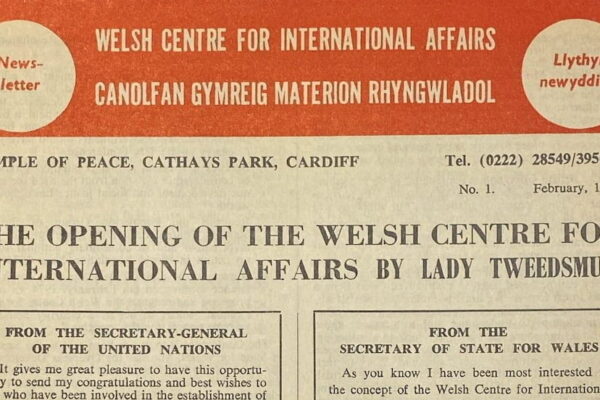 News-
letter
WELSH CENTRE FOR INTERNATIONAL AFFAIRS
CANOLFAN GYMREIG MATERION RHYNGWLADOL
Llythy
newyddi
MPLE OF PEACE, CATHAYS PARK, CARDIFF
Tel. (0222) 28549/395
No. 1. February, 1
HE OPENING OF THE WELSH CENTRE FO
NTERNATIONAL AFFAIRS BY LADY TWEEDSMU
FROM THE SECRETARY-GENERAL
OF THE UNITED NATIONS
It gives me great pleasure to have this opportu-
y to send my congratulations and best wishes to
who have been involved in the establishment of
FROM THE
SECRETARY OF STATE FOR WALES
As you know I have been most interested
the concept of the Welsh Centre for Internation